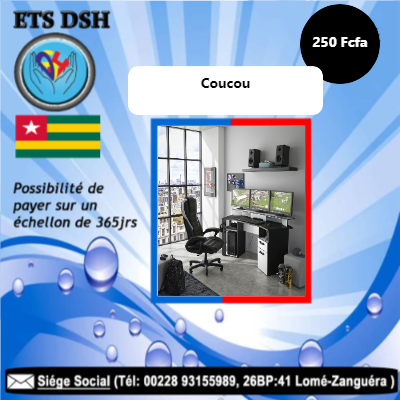 ETS DSH
250 Fcfa
Coucou
Possibilité de
payer sur un
échellon de 365jrs
Siége Social (Tél: 00228 93155989, 26BP:41 Lomé-Zanguéra )